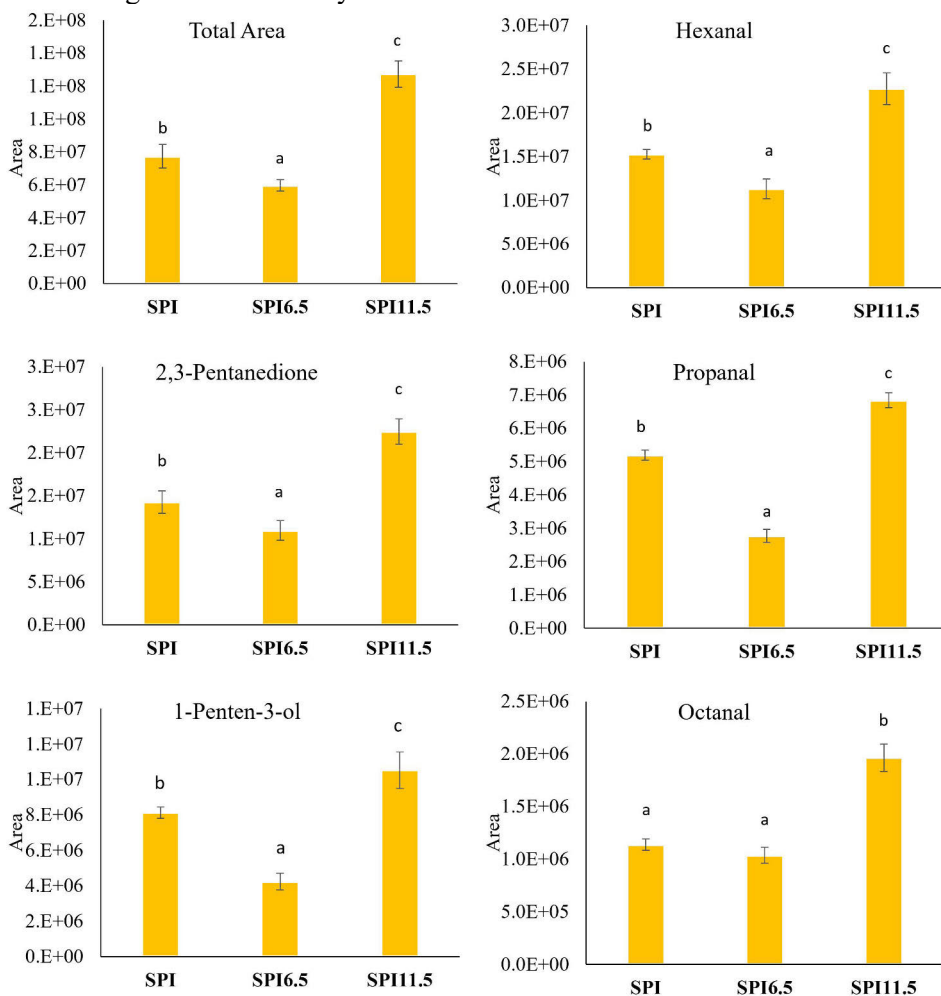 Total Area
2.E+08
1.E+08
1.E+08
1.E+08
8.E+07
6.E+07
4.E+07
2.E+07
0.E+00
Area
b
a
c
SPI SPI6.5 SPI11.5
Hexanal
3.0E+07
2.5E+07
2.0E+07
1.5E+07
1.0E+07
5.0E+06
0.0E+00
Area
b
a
c
SPI SPI6.5 SPI11.5
2,3-Pentanedione
3.E+07
3.E+07
2.E+07
2.E+07
1.E+07
5.E+06
0.E+00
Area
b
a
c
SPI SPI6.5 SPI11.5
Propanal
8.E+06
7.E+06
6.E+06
5.E+06
4.E+06
3.E+06
2.E+06
1.E+06
0.E+00
Area
b
a
c
SPI SPI6.5 SPI11.5
1-Penten-3-ol
1.E+07
1.E+07
1.E+07
8.E+06
6.E+06
4.E+06
2.E+06
0.E+00
Area
b
a
c
SPI SPI6.5 SPI11.5
Octanal
2.5E+06
2.0E+06
1.5E+06
1.0E+06
5.0E+05
0.0E+00
Area
a
a
b
SPI SPI6.5 SPI11.5